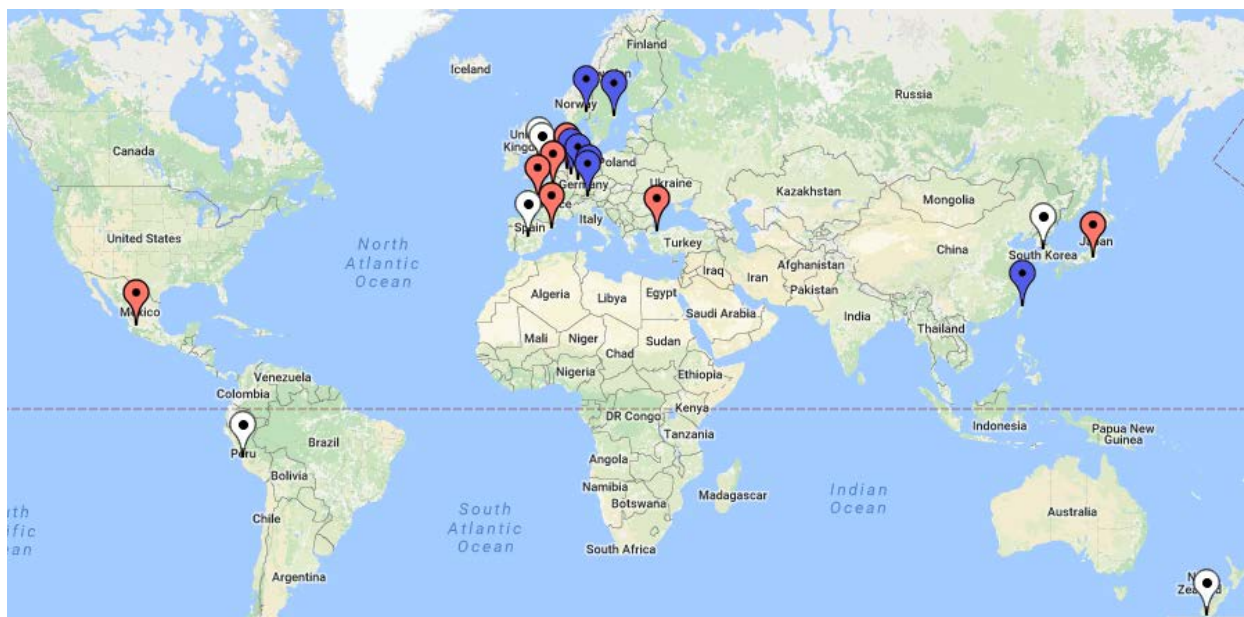 Finland
Iceland
Russia
Norway
Canada
Poland
Germany
Ukraine
Kazakhstan
Mongolia
United States
North
Atlantic
Ocean
Spain
Italy
Turkey
China
South Korea
Japan
Iraq
Iran
Afghanistan
Pakistan
Algeria
Libya
Egypt
Mexico
Saudi Arabia
India
Mali
Niger
Sudan
Thailand
Chad
Venezuela
Nigeria
Ethiopia
Colombia
DR Congo
Kenya
Indonesia
Papua New
Guinea
Brazil
Tanzania
Peru
Angola
Bolivia
Namibia
Madagascar
Botswana
Indian
Ocean
South
Atlantic
Ocean
Chile
Australia
South Africa
Argentina